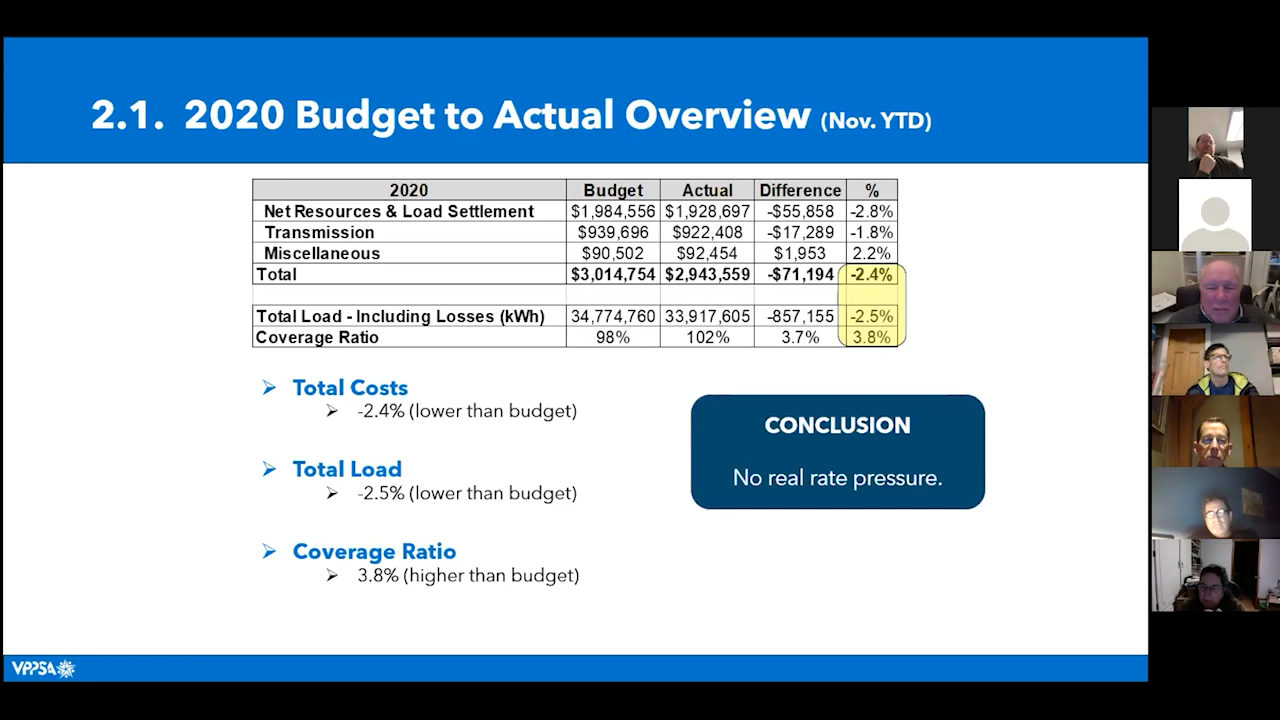 2.1. 2020 Budget to Actual Overview (Nov. YTD)
2020 Budget Actual Difference %
Net Resources & Load Settlement $1,984,556 $1,928,697 -$55,858 -2.8%
Transmission $939,696 $922,408 -$17,289 -1.8%
Miscellaneous $90,502 $92,454 $1,953 2.2%
Total $3,014,754 $2,943,559 -$71,194 -2.4%
Total Load - Including Losses (kWh) 34,774,760 33,917,605 -857,155 -2.5%
Coverage Ratio 98% 102% 3.7% 3.8%
Total Costs
-2.4% (lower than budget)
Total Load
-2.5% (lower than budget)
Coverage Ratio
3.8% (higher than budget)
CONCLUSION
No real rate pressure.
VPPSA